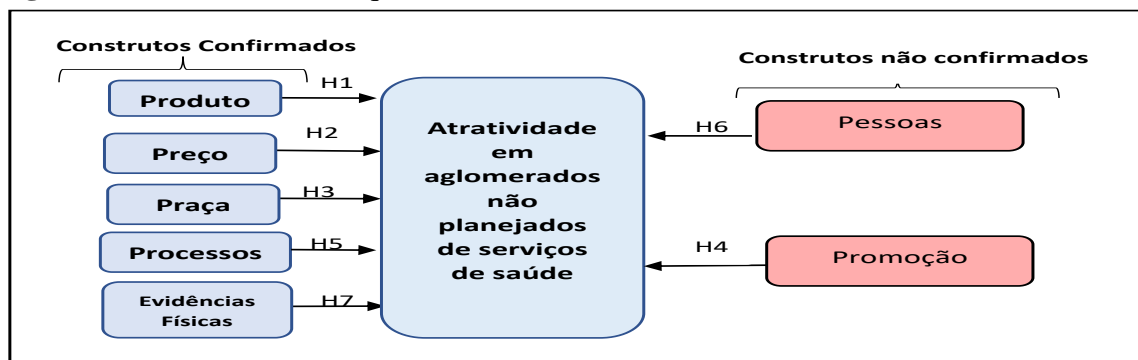 Construtos Confirmados
Construtos não confirmados
Produto
H1
Preço
H2
Praça
H3
Processos
H5
Evidências
Físicas
H7
Atratividade
em
aglomerados
não
planejados
de serviços
de saúde
H6
Pessoas
H4
Promoção